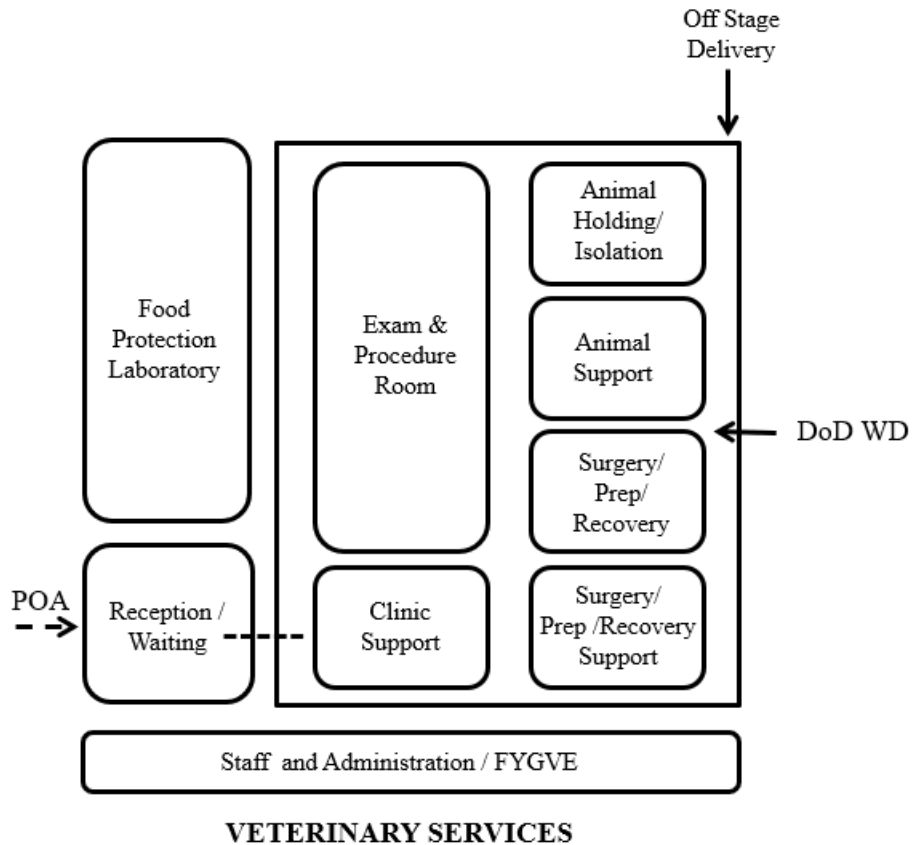 Off Stage
Delivery
Food
Protection
Laboratory
Exam &
Procedure
Room
Animal
Holding/
Isolation
Animal
Support
DoD WD
Surgery/
Prep/
Recovery
POA
Reception /
Waiting
Clinic
Support
Surgery/
Prep /Recovery
Support
Staff and Administration / FYGVE
VETERINARY SERVICES